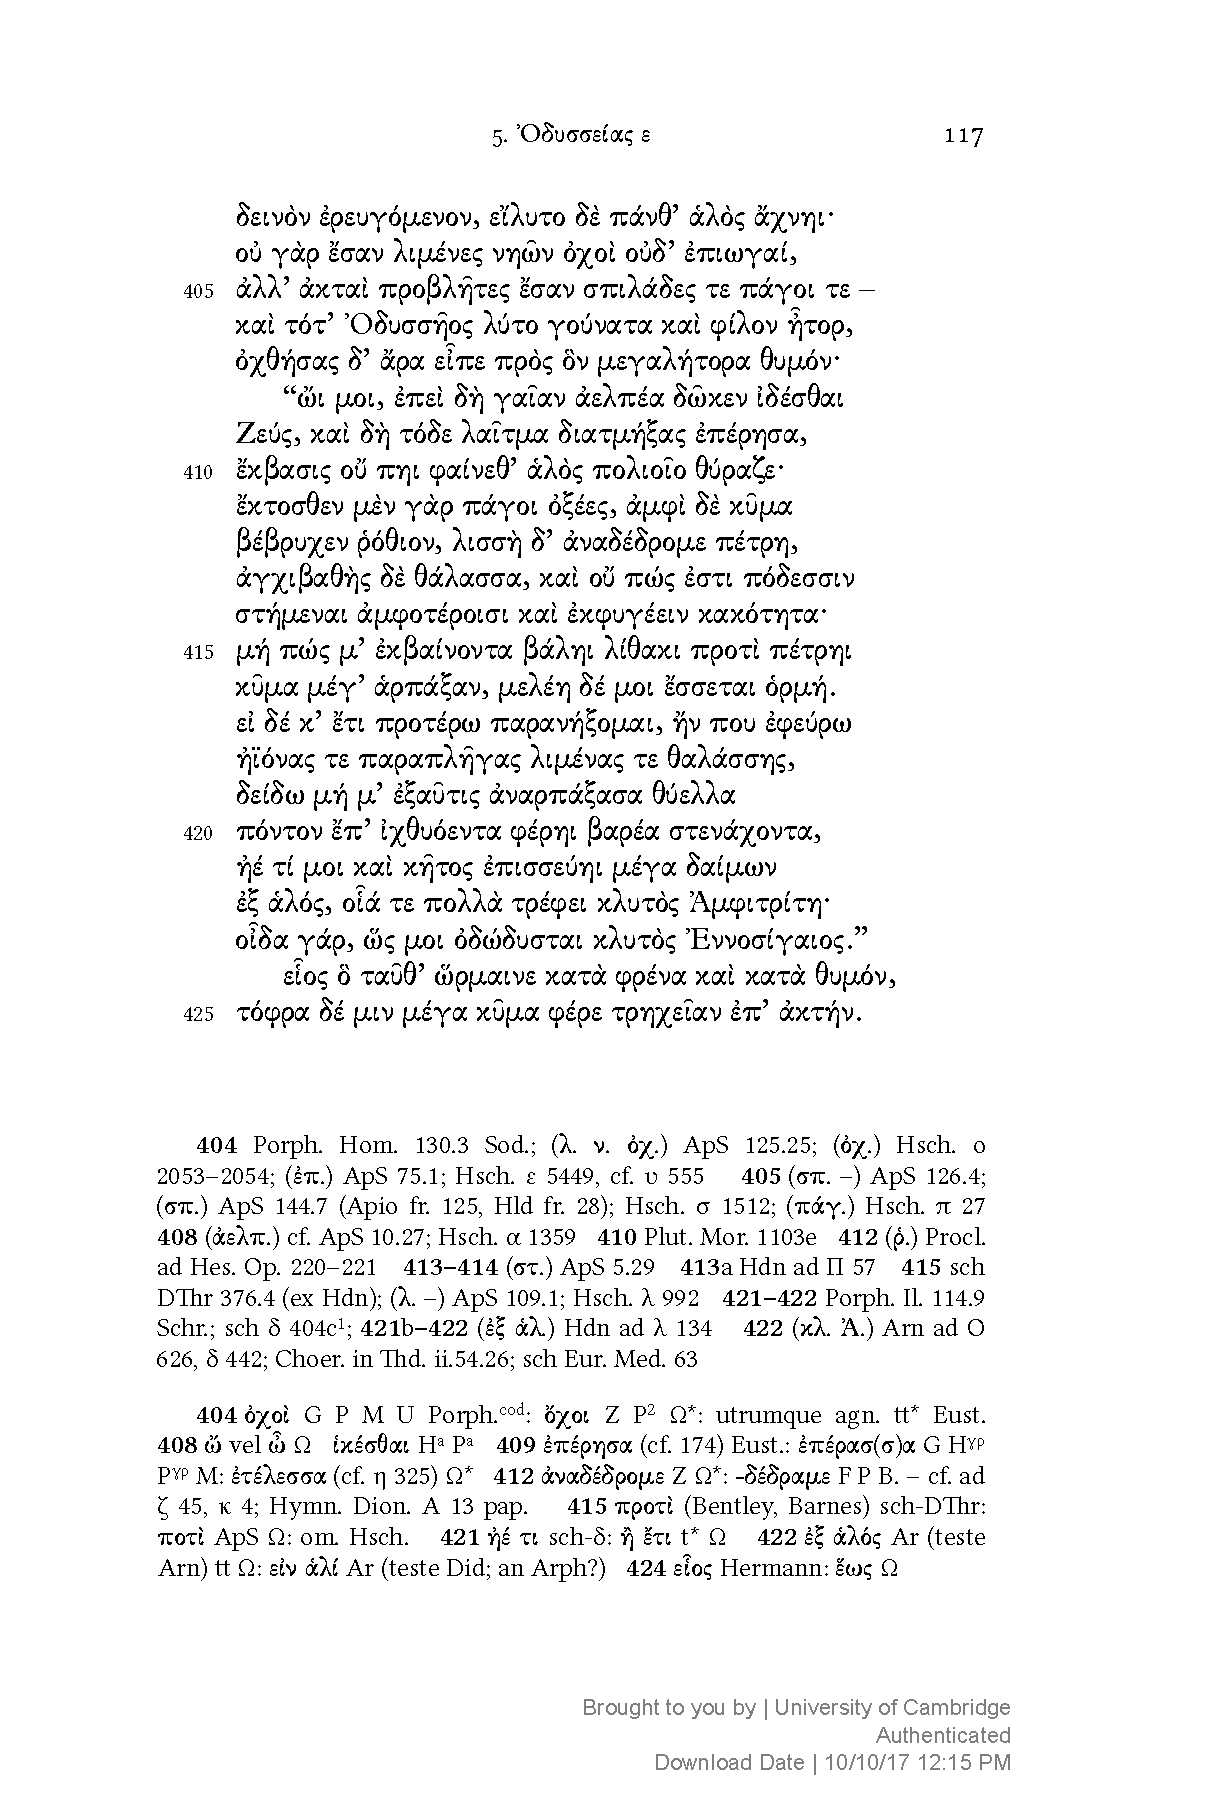 5. Ὀδυσσείας ε 117
δεινὸν ἐρευγόμενον, εἴλυτο δὲ πάνθ’ ἁλὸς ἄχνηι·
οὐ γὰρ ἔσαν λιμένες νηῶν ὀχοὶ οὐδ’ ἐπιωγαί,
405 ἀλλ’ ἀκταὶ προβλῆτες ἔσαν σπιλάδες τε πάγοι τε –
καὶ τότ’ Ὀδυσσῆος λύτο γούνατα καὶ φίλον ἦτορ,
ὀχθήσας δ’ ἄρα εἶπε πρὸς ὃν μεγαλήτορα θυμόν·
“ὤι μοι, ἐπεὶ δὴ γαῖαν ἀελπέα δῶκεν ἰδέσθαι
Ζεύς, καὶ δὴ τόδε λαῖτμα διατμήξας ἐπέρησα,
410 ἔκβασις οὔ πηι φαίνεθ’ ἁλὸς πολιοῖο θύραζε·
ἔκτοσθεν μὲν γὰρ πάγοι ὀξέες, ἀμφὶ δὲ κῦμα
βέβρυχεν ῥόθιον, λισσὴ δ’ ἀναδέδρομε πέτρη,
ἀγχιβαθὴς δὲ θάλασσα, καὶ οὔ πώς ἐστι πόδεσσιν
στήμεναι ἀμφοτέροισι καὶ ἐκφυγέειν κακότητα·
415 μή πώς μ’ ἐκβαίνοντα βάληι λίθακι προτὶ πέτρηι
κῦμα μέγ’ ἁρπάξαν, μελέη δέ μοι ἔσσεται ὁρμή.
εἰ δέ κ’ ἔτι προτέρω παρανήξομαι, ἤν που ἐφεύρω
ἠϊόνας τε παραπλῆγας λιμένας τε θαλάσσης,
δείδω μή μ’ ἐξαῦτις ἀναρπάξασα θύελλα
420 πόντον ἔπ’ ἰχθυόεντα φέρηι βαρέα στενάχοντα,
ἠέ τί μοι καὶ κῆτος ἐπισσεύηι μέγα δαίμων
ἐξ ἁλός, οἷά τε πολλὰ τρέφει κλυτὸς Ἀμφιτρίτη·
οἶδα γάρ, ὥς μοι ὀδώδυσται κλυτὸς Ἐννοσίγαιος.”
εἷος ὃ ταῦθ’ ὥρμαινε κατὰ φρένα καὶ κατὰ θυμόν,
425 τόφρα δέ μιν μέγα κῦμα φέρε τρηχεῖαν ἐπ’ ἀκτήν.
404 Porph. Hom. 130.3 Sod.; (λ. ν. ὀχ.) ApS 125.25; (ὀχ.) Hsch. ο
2053–2054; (ἐπ.) ApS 75.1; Hsch. ε 5449, cf. υ 555 405 (σπ. –) ApS 126.4;
(σπ.) ApS 144.7 (Apio fr. 125, Hld fr. 28); Hsch. σ 1512; (πάγ.) Hsch. π 27
408 (ἀελπ.) cf. ApS 10.27; Hsch. α 1359 410 Plut. Mor. 1103e 412 (ῥ.) Procl.
ad Hes. Op. 220–221 413–414 (στ.) ApS 5.29 413a Hdn ad Π 57 415 sch
DThr 376.4 (ex Hdn); (λ. –) ApS 109.1; Hsch. λ 992 421–422 Porph. Il. 114.9
Schr.; sch δ 404c¹; 421b–422 (ἐξ ἁλ.) Hdn ad λ 134 422 (κλ. Ἀ.) Arn ad Ο
626, δ 442; Choer. in Thd. ii.54.26; sch Eur. Med. 63
404 ὀχοὶ G P M U Porph.ᶜᵒᵈ: ὄχοι Z P² Ω*: utrumque agn. tt* Eust.
408 ὤ vel ὦ Ω ἱκέσθαι Hᵃ Pᵃ 409 ἐπέρησα (cf. 174) Eust.: ἐπέρασ(σ)α G Hᵞᵖ
Pᵞᵖ M: ἐτέλεσσα (cf. η 325) Ω* 412 ἀναδέδρομε Z Ω*: -δέδραμε F P B. – cf. ad
ζ 45, κ 4; Hymn. Dion. A 13 pap. 415 προτὶ (Bentley, Barnes) sch-DThr:
ποτὶ ApS Ω: om. Hsch. 421 ἠέ τι sch-δ: ἢ ἔτι t* Ω 422 ἐξ ἁλός Ar (teste
Arn) tt Ω: εἰν ἁλί Ar (teste Did; an Arph?) 424 εἷος Hermann: ἕως Ω
Brought to you by | University of Cambridge
Authenticated
Download Date | 10/10/17 12:15 PM